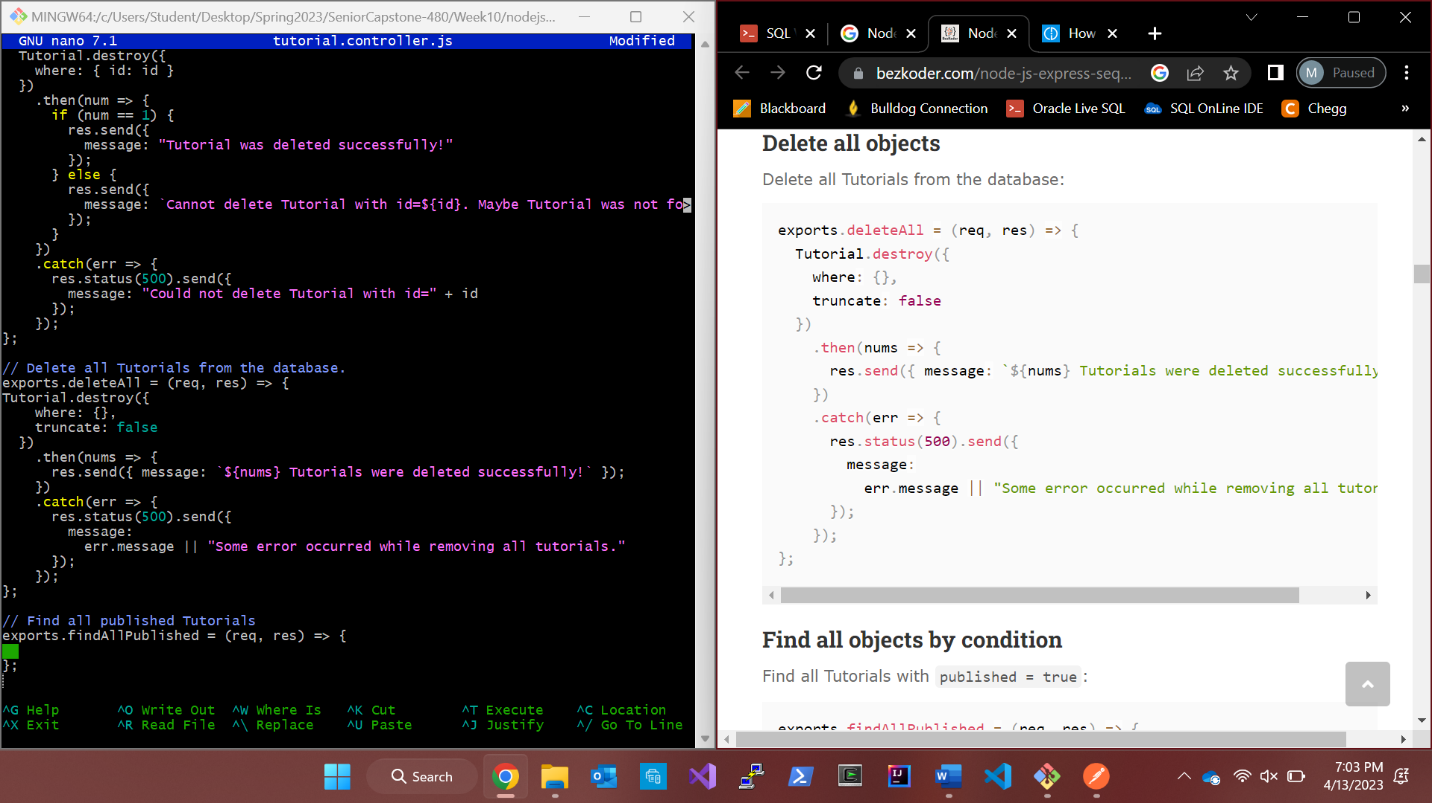 MINGW64:/c/Users/Student/Desktop/Spring2023/SeniorCapstone-480/Week10/nodejs...
GNU nano 7.1 tutorial.controller.js Modified
Tutorial.destroy({
where: { id: id }
})
.then(num => {
if (num == 1) {
res.send({
message: "Tutorial was deleted successfully!"
});
} else {
res.send({
message: `Cannot delete Tutorial with id=${id}. Maybe Tutorial was not fo>
});
}
})
.catch(err => {
res.status(500).send({
message: "Could not delete Tutorial with id=" + id
});
});
};
// Delete all Tutorials from the database.
exports.deleteAll = (req, res) => {
Tutorial.destroy({
where: {},
truncate: false
})
.then(nums => {
res.send({ message: `${nums} Tutorials were deleted successfully!` });
})
.catch(err => {
res.status(500).send({
message:
err.message || "Some error occurred while removing all tutorials."
});
});
};
// Find all published Tutorials
exports.findAllPublished = (req, res) => {
};
^G Help ^O Write Out ^W Where Is ^K Cut ^T Execute ^C Location
^X Exit ^R Read File ^\ Replace ^U Paste ^J Justify ^/ Go To Line
SQL Node Node How
bezkoder.com/node-js-express-seq... M Paused
Blackboard Bulldog Connection Oracle Live SQL SQL OnLine IDE Chegg »
Delete all objects
Delete all Tutorials from the database:
exports.deleteAll = (req, res) => {
Tutorial.destroy({
where: {},
truncate: false
})
.then(nums => {
res.send({ message: `${nums} Tutorials were deleted successfully
})
.catch(err => {
res.status(500).send({
message:
err.message || "Some error occurred while removing all tutor
});
});
};
Find all objects by condition
Find all Tutorials with published = true:
exports.findAllPublished = (req, res) => {
Search
7:03 PM
4/13/2023